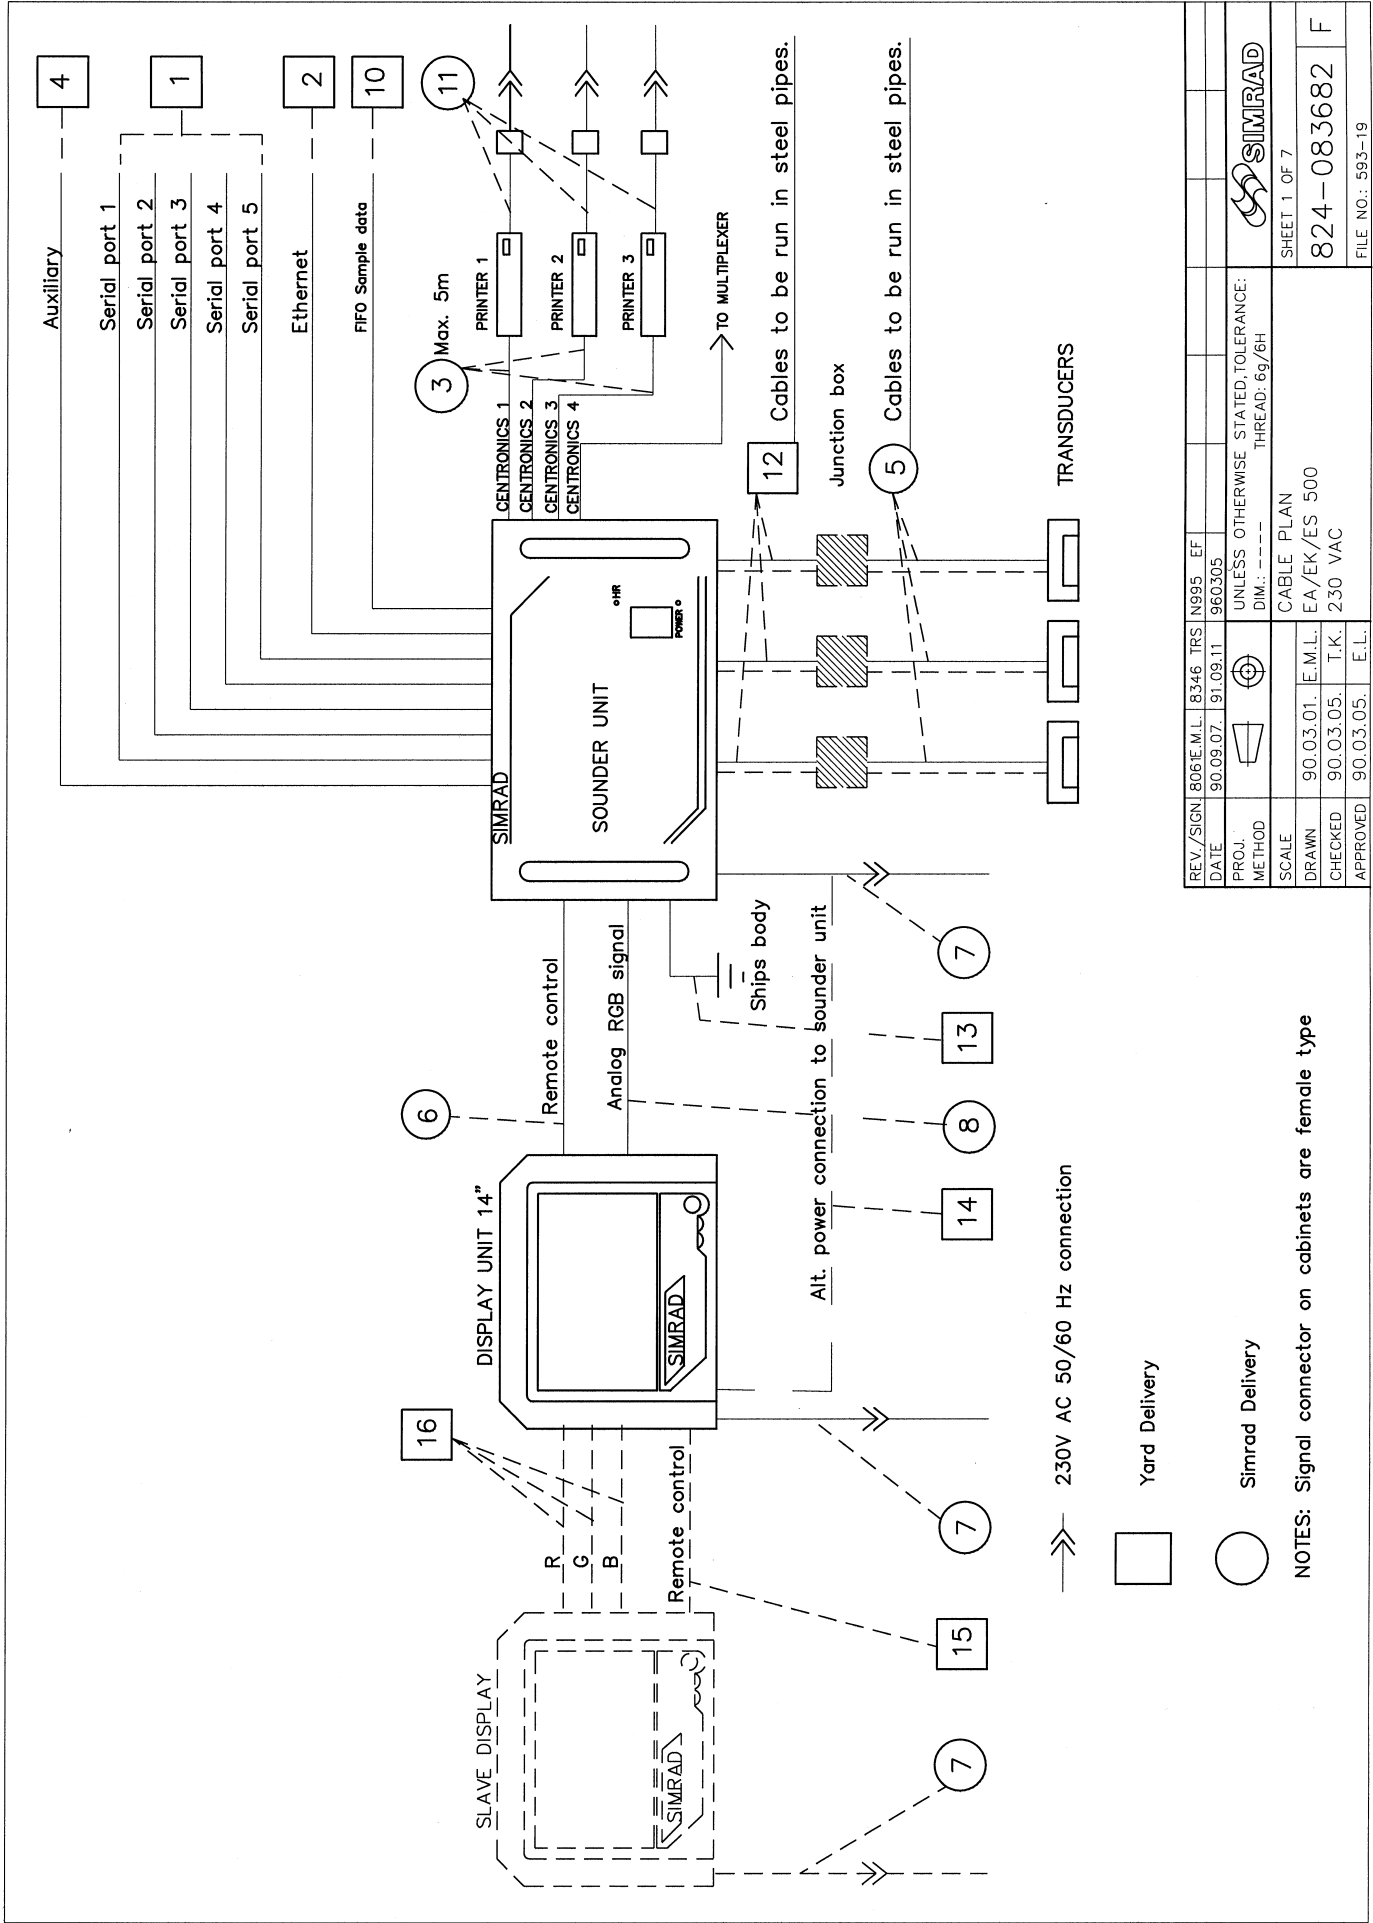 SLAVE DISPLAY
SIMRAD
R
G
B
Remote control
16
15
7
DISPLAY UNIT 14"
SIMRAD
7
6
Remote control
Analog RGB signal
8
14
Alt. power connection to sounder unit
13
Ships body
7
SIMRAD
SOUNDER UNIT
HR
POWER
Auxiliary
4
Serial port 1
Serial port 2
Serial port 3
Serial port 4
Serial port 5
1
Ethernet
2
FIFO Sample data
10
CENTRONICS 1
CENTRONICS 2
CENTRONICS 3
CENTRONICS 4
3
Max. 5m
PRINTER 1
PRINTER 2
PRINTER 3
11
TO MULTIPLEXER
12
Cables to be run in steel pipes.
Junction box
5
Cables to be run in steel pipes.
TRANSDUCERS
230V AC 50/60 Hz connection
Yard Delivery
Simrad Delivery
NOTES: Signal connector on cabinets are female type
REV./SIGN. 8061E.M.L. 8346 TRS N995 EF
DATE 90.09.07. 91.09.11 960305
PROJ.
METHOD
UNLESS OTHERWISE STATED,TOLERANCE:
DIM.: ---- THREAD: 6g/6H
SIMRAD
SCALE
DRAWN 90.03.01. E.M.L.
CHECKED 90.03.05. T.K.
APPROVED 90.03.05. E.L.
CABLE PLAN
EA/EK/ES 500
230 VAC
SHEET 1 OF 7
824-083682 F
FILE NO.: 593-19